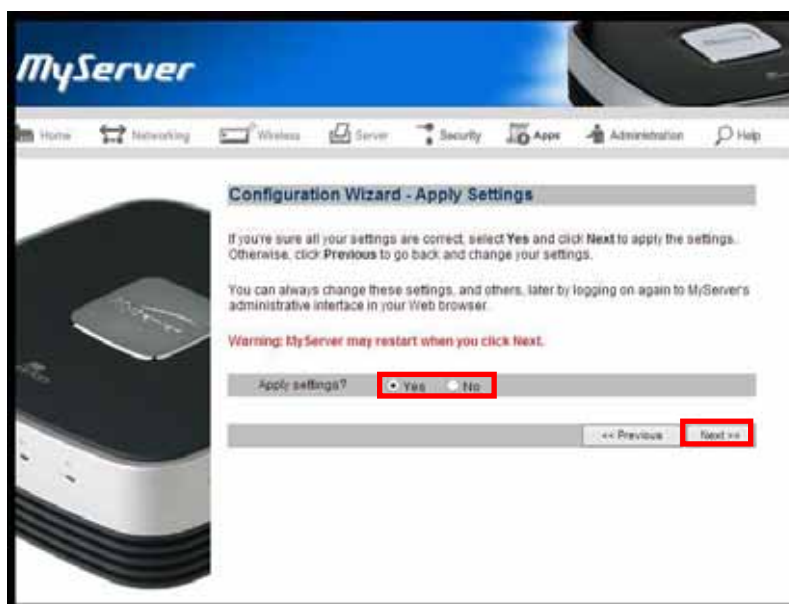 MyServer
Home Networking Wireless Server Security Apps Administration Help
Configuration Wizard - Apply Settings
If you're sure all your settings are correct, select Yes and click Next to apply the settings.
Otherwise, click Previous to go back and change your settings.
You can always change these settings, and others, later by logging on again to MyServer's
administrative interface in your Web browser.
Warning: MyServer may restart when you click Next.
Apply settings? Yes No
<< Previous Next >>